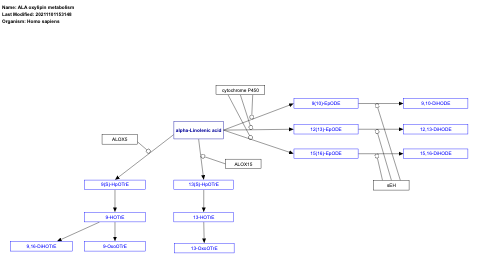 Name: ALA oxylipin metabolism
Last Modified: 20211101153148
Organism: Homo sapiens
cytochrome P450
9(10)-EpODE
9,10-DiHODE
alpha-Linolenic acid
12(13)-EpODE
12,13-DiHODE
ALOX5
15(16)-EpODE
15,16-DiHODE
ALOX15
9(S)-HpOTrE
13(S)-HpOTrE
sEH
9-HOTrE
13-HOTrE
9,16-DiHOTrE
9-OxoOTrE
13-OxoOTrE